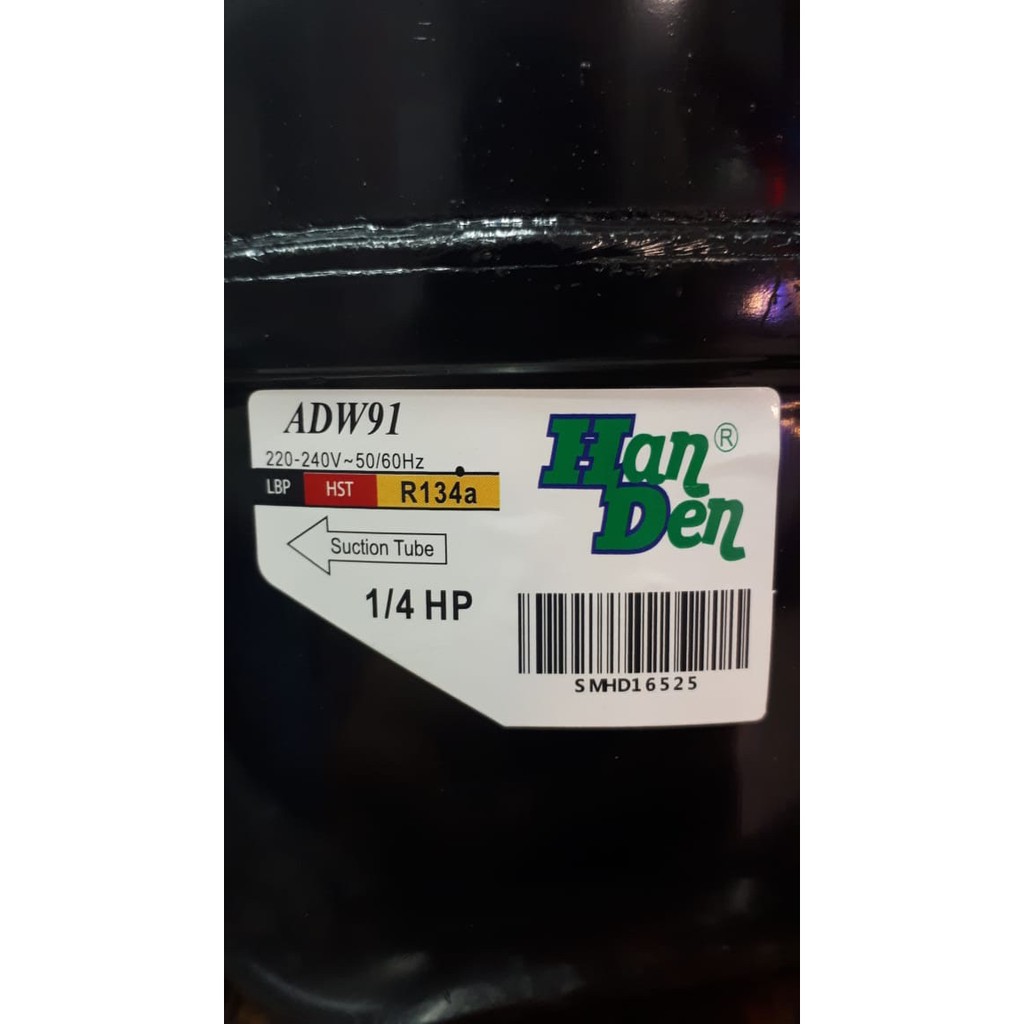 ADW91
220-240V~50/60Hz
LBP HST R134a
Suction Tube
1/4 HP
Han ®
Den
SMHD16525